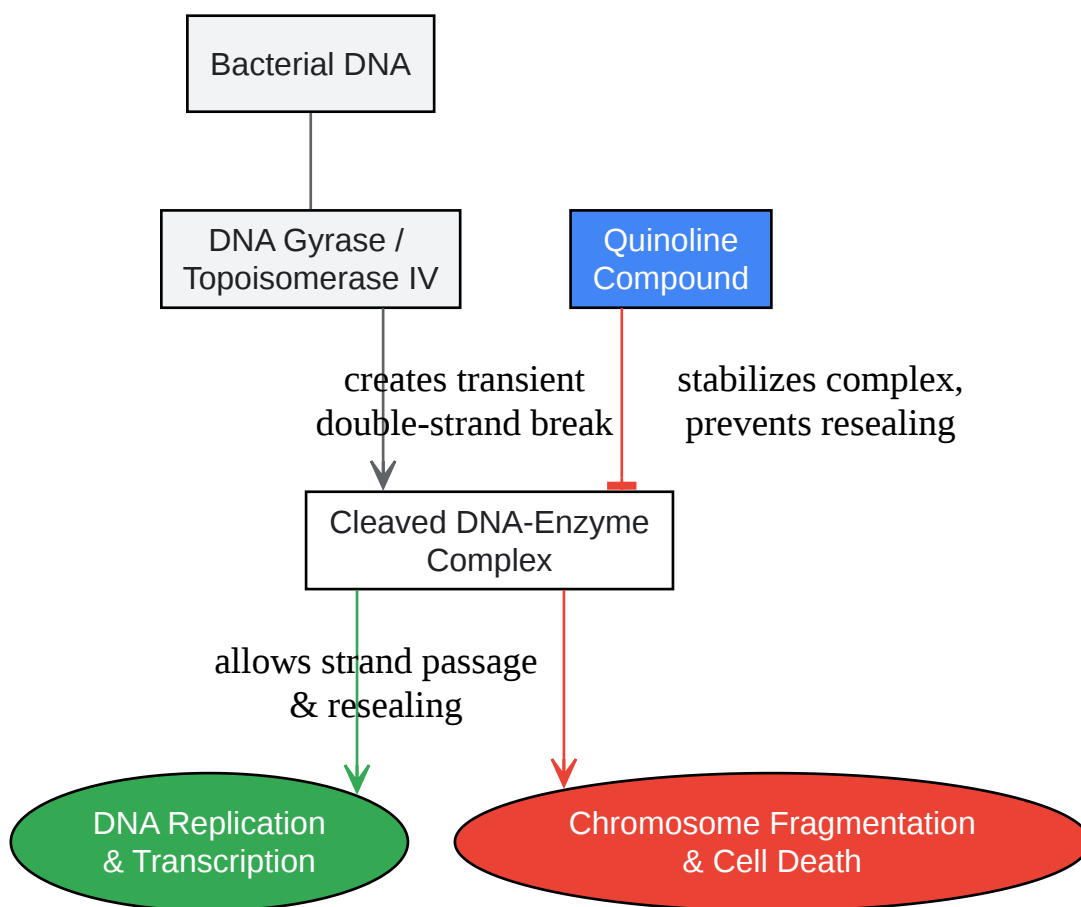 Bacterial DNA
DNA Gyrase /
Topoisomerase IV
Quinoline
Compound
creates transient
double-strand break
stabilizes complex,
prevents resealing
Cleaved DNA-Enzyme
Complex
allows strand passage
& resealing
DNA Replication
& Transcription
Chromosome Fragmentation
& Cell Death